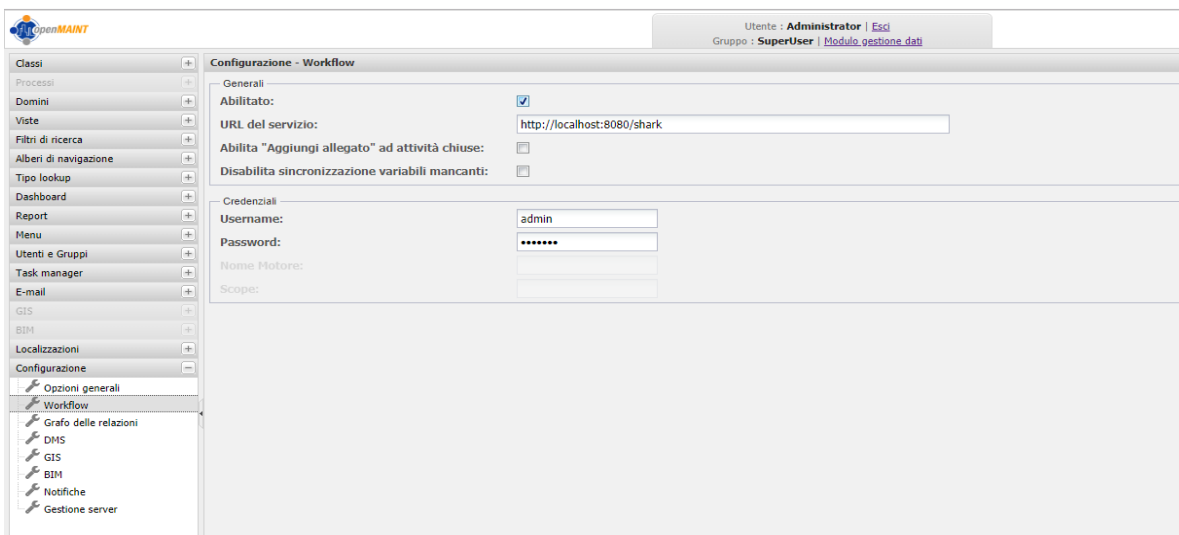 openMAINT
Utente : Administrator | Esci
Gruppo : SuperUser | Modulo gestione dati
Classi
Processi
Domini
Viste
Filtri di ricerca
Alberi di navigazione
Tipo lookup
Dashboard
Report
Menu
Utenti e Gruppi
Task manager
E-mail
GIS
BIM
Localizzazioni
Configurazione
Opzioni generali
Workflow
Grafo delle relazioni
DMS
GIS
BIM
Notifiche
Gestione server
Configurazione - Workflow
Generali
Abilitato:
URL del servizio: http://localhost:8080/shark
Abilita "Aggiungi allegato" ad attività chiuse:
Disabilita sincronizzazione variabili mancanti:
Credenziali
Username: admin
Password: •••••••
Nome Motore:
Scope: